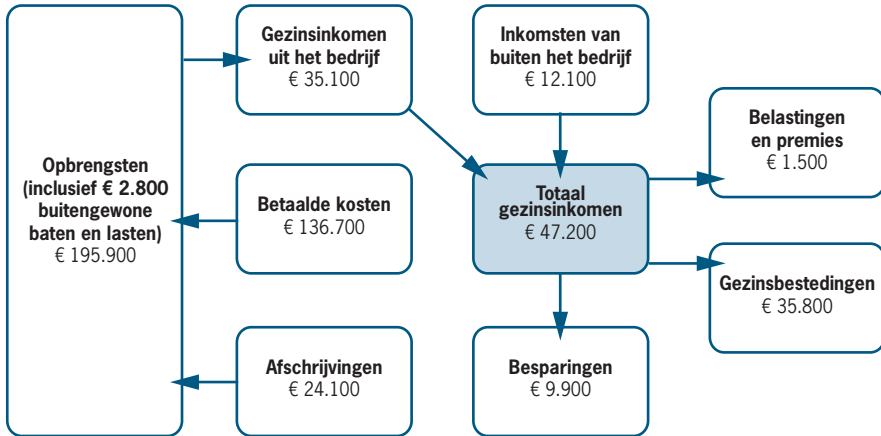 Opbrengsten
(inclusief € 2.800
buitengewone
baten en lasten)
€ 195.900
Gezinsinkomen
uit het bedrijf
€ 35.100
Inkomsten van
buiten het bedrijf
€ 12.100
Betaalde kosten
€ 136.700
Totaal
gezinsinkomen
€ 47.200
Belastingen
en premies
€ 1.500
Gezinsbestedingen
€ 35.800
Afschrijvingen
€ 24.100
Besparingen
€ 9.900